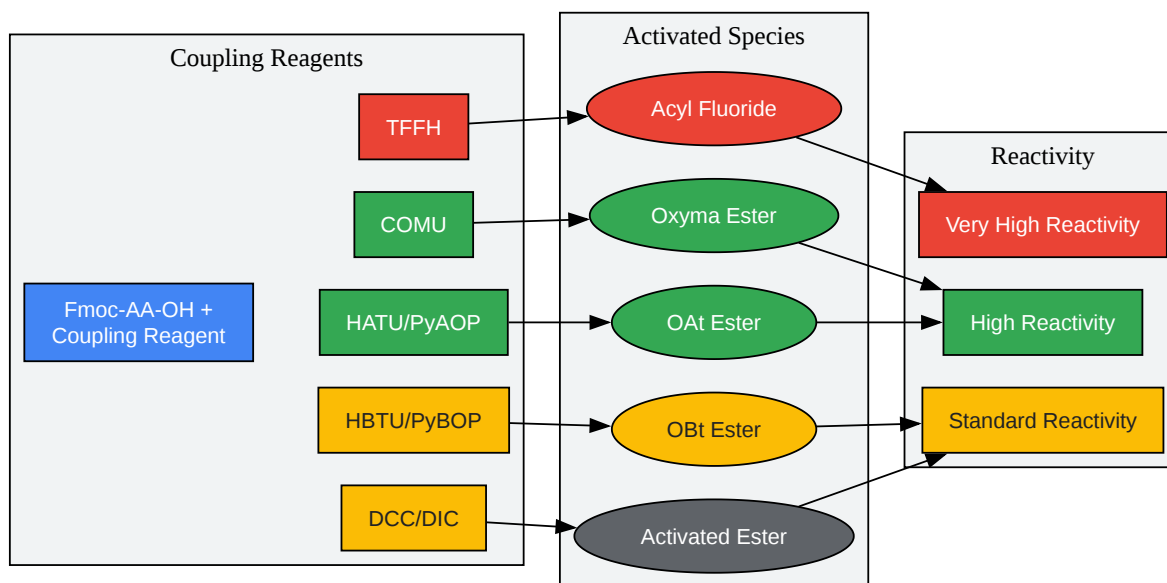 Coupling Reagents
Activated Species
Reactivity
TFFH
COMU
Fmoc-AA-OH +
Coupling Reagent
HATU/PyAOP
HBTU/PyBOP
DCC/DIC
Acyl Fluoride
Oxyma Ester
OAt Ester
OBt Ester
Activated Ester
Very High Reactivity
High Reactivity
Standard Reactivity